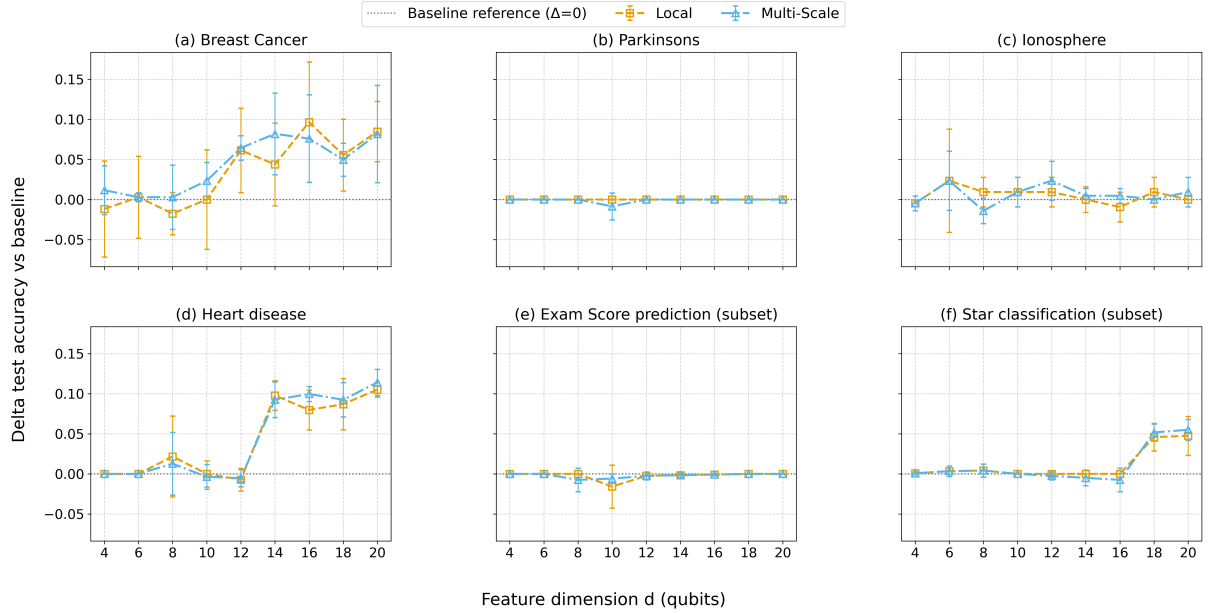 Baseline reference (Δ=0) Local Multi-Scale
(a) Breast Cancer (b) Parkinsons (c) Ionosphere
0.15
0.10
0.05
0.00
−0.05
Delta test accuracy vs baseline
(d) Heart disease (e) Exam Score prediction (subset) (f) Star classification (subset)
0.15
0.10
0.05
0.00
−0.05
4 6 8 10 12 14 16 18 20 4 6 8 10 12 14 16 18 20 4 6 8 10 12 14 16 18 20
Feature dimension d (qubits)